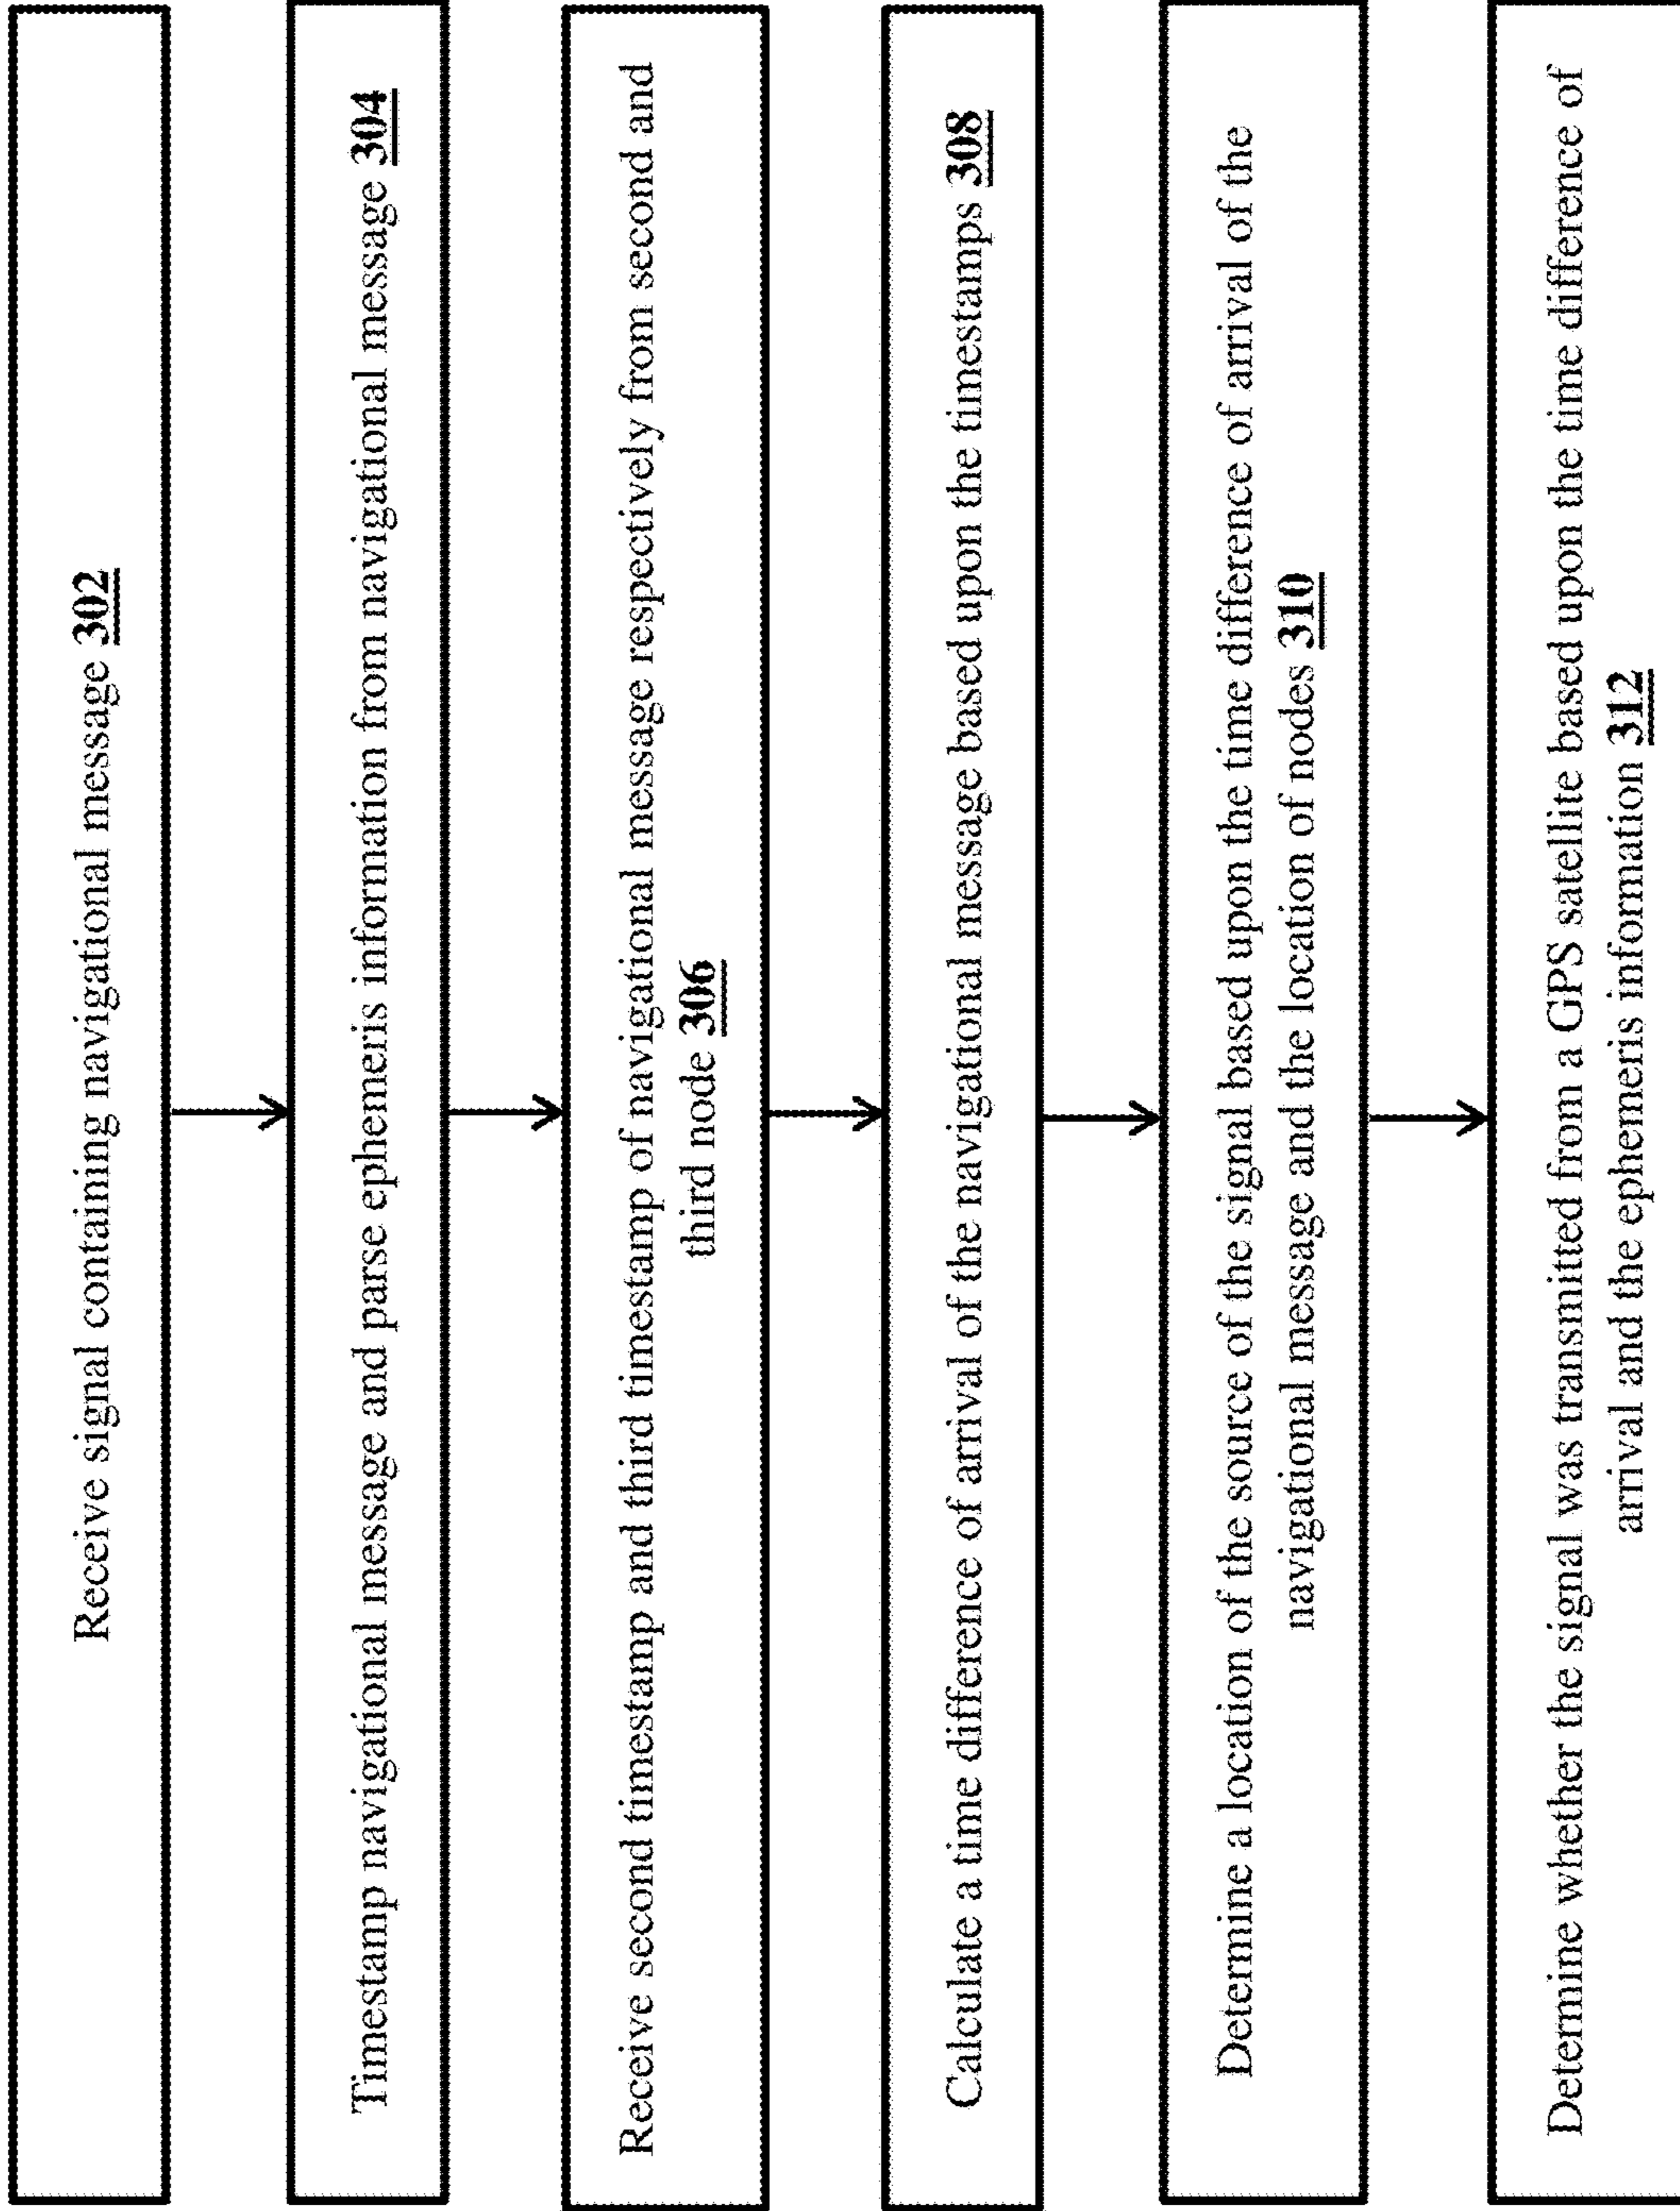 Receive signal containing navigational message 302
Timestamp navigational message and parse ephemeris information from navigational message 304
Receive second timestamp and third timestamp of navigational message respectively from second and
third node 306
Calculate a time difference of arrival of the navigational message based upon the timestamps 308
Determine a location of the source of the signal based upon the time difference of arrival of the
navigational message and the location of nodes 310
Determine whether the signal was transmitted from a GPS satellite based upon the time difference of
arrival and the ephemeris information 312